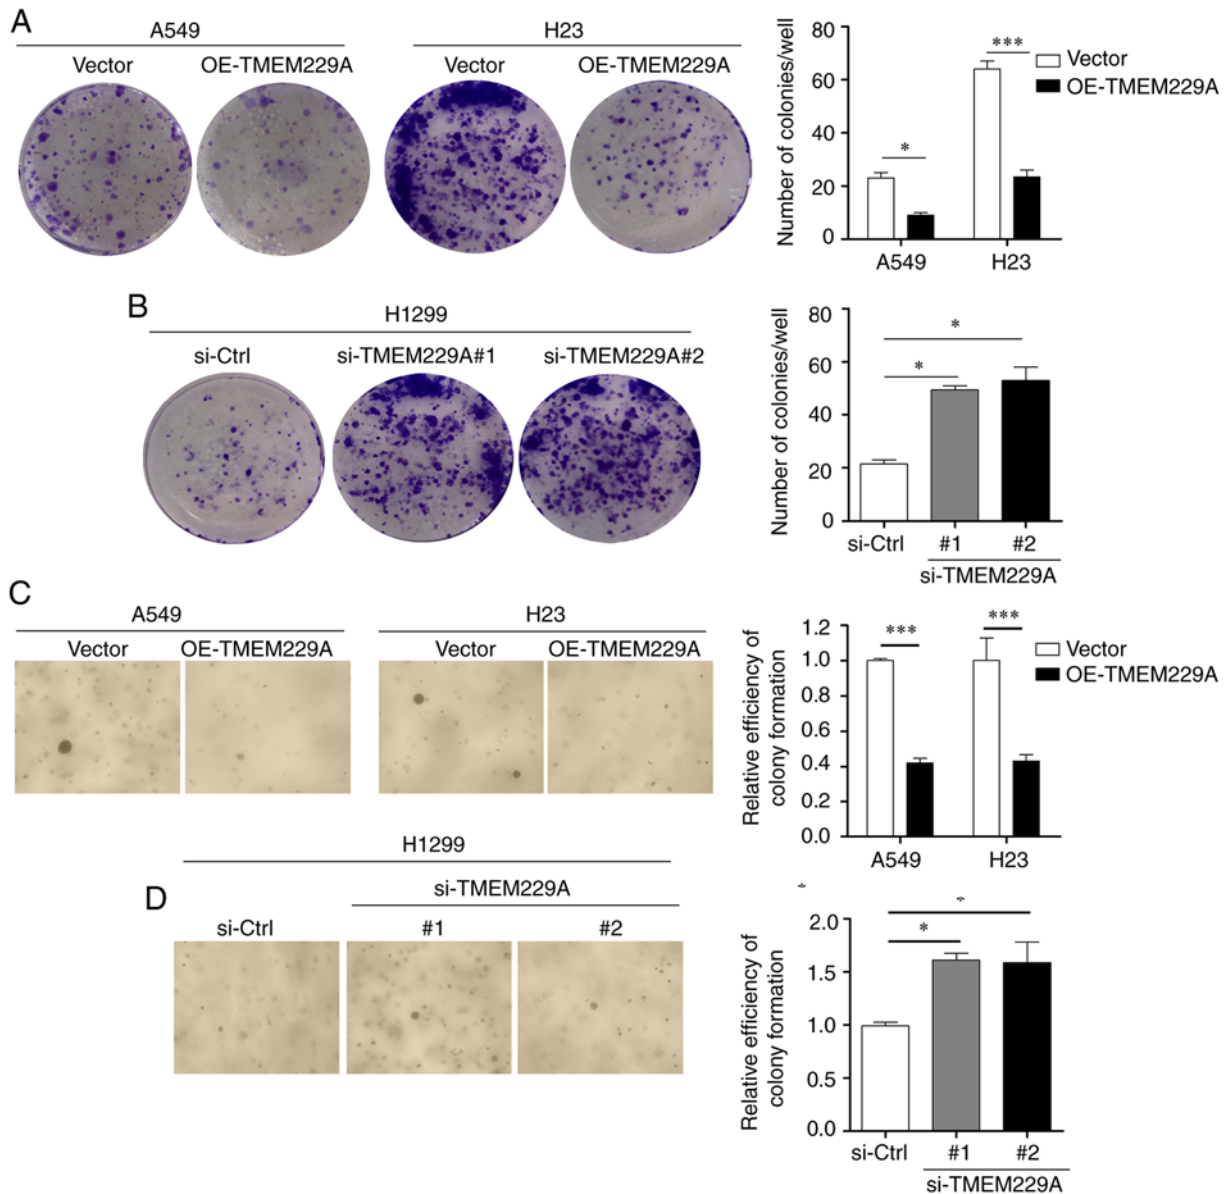 A
A549
H23
Vector
OE-TMEM229A
Vector
OE-TMEM229A
Number of colonies/well
80
60
40
20
0
*
***
A549
H23
Vector
OE-TMEM229A
B
H1299
si-Ctrl
si-TMEM229A#1
si-TMEM229A#2
Number of colonies/well
80
60
40
20
0
*
*
si-Ctrl
#1
#2
si-TMEM229A
C
A549
H23
Vector
OE-TMEM229A
Vector
OE-TMEM229A
Relative efficiency of
colony formation
1.2
1.0
0.8
0.6
0.4
0.2
0.0
***
***
A549
H23
Vector
OE-TMEM229A
D
H1299
si-TMEM229A
si-Ctrl
#1
#2
Relative efficiency of
colony formation
2.0
1.5
1.0
0.5
0.0
*
*
*
si-Ctrl
#1
#2
si-TMEM229A